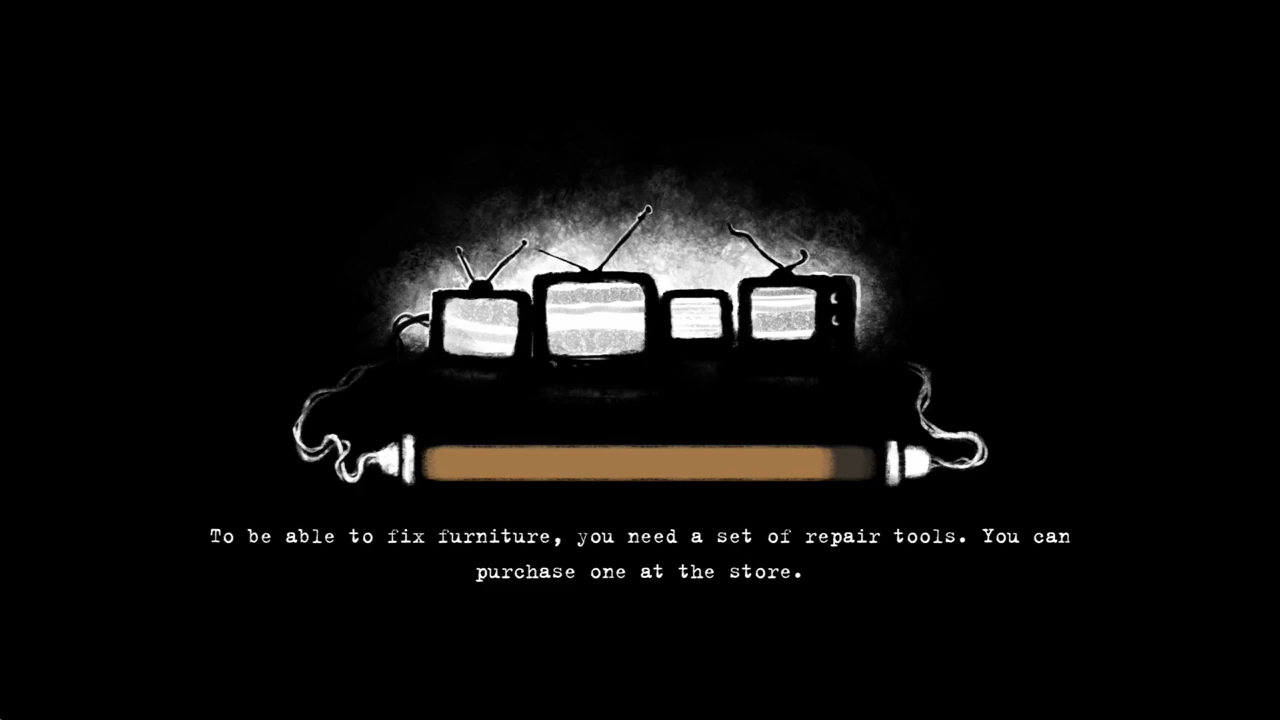 To be able to fix furniture, you need a set of repair tools. You can
purchase one at the store.